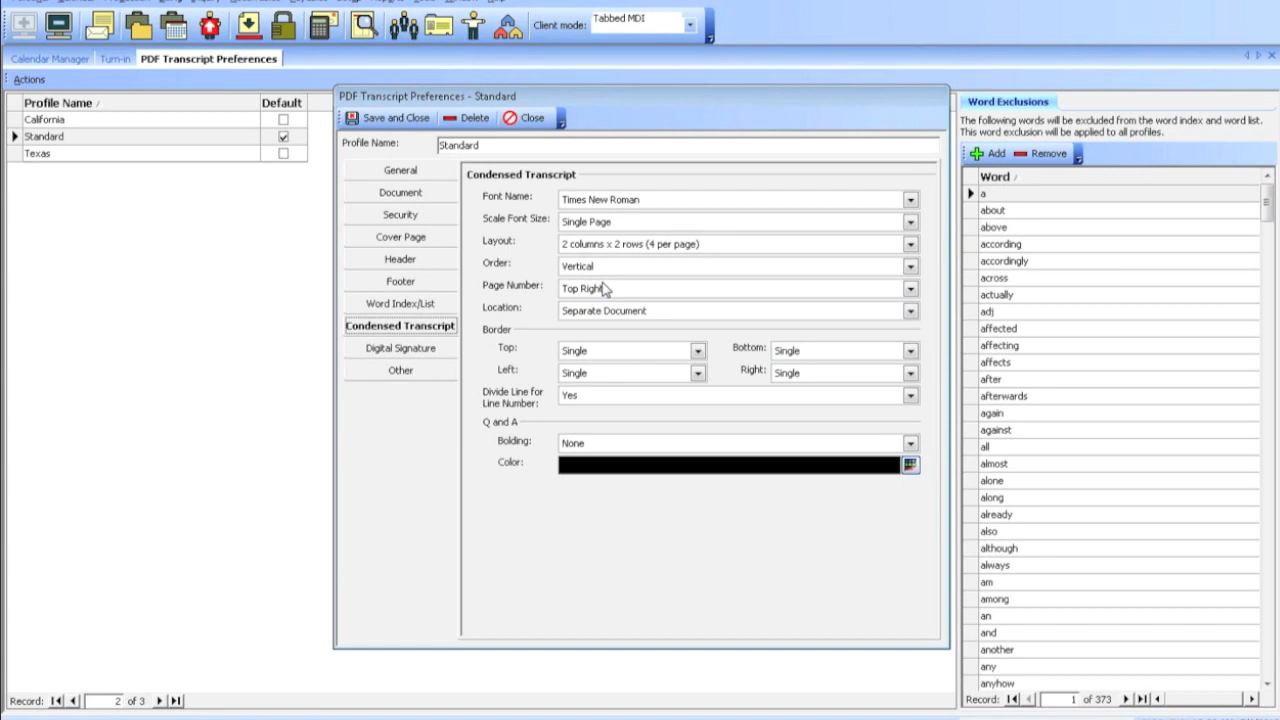 Client mode: Tabbed MDI
Calendar Manager Turn-in PDF Transcript Preferences
Actions
Profile Name Default
California
Standard
Texas
Record: 2 of 3
PDF Transcript Preferences - Standard
Save and Close Delete Close
Profile Name: Standard
General
Document
Security
Cover Page
Header
Footer
Word Index/List
Condensed Transcript
Digital Signature
Other
Condensed Transcript
Font Name: Times New Roman
Scale Font Size: Single Page
Layout: 2 columns x 2 rows (4 per page)
Order: Vertical
Page Number: Top Right
Location: Separate Document
Border
Top: Single Bottom: Single
Left: Single Right: Single
Divide Line for
Line Number: Yes
Q and A
Bolding: None
Color:
Word Exclusions
The following words will be excluded from the word index and word list.
This word exclusion will be applied to all profiles.
Add Remove
Word
a
about
above
according
accordingly
across
actually
adj
affected
affecting
affects
after
afterwards
again
against
all
almost
alone
along
already
also
although
always
am
among
an
and
another
any
anyhow
Record: 1 of 373